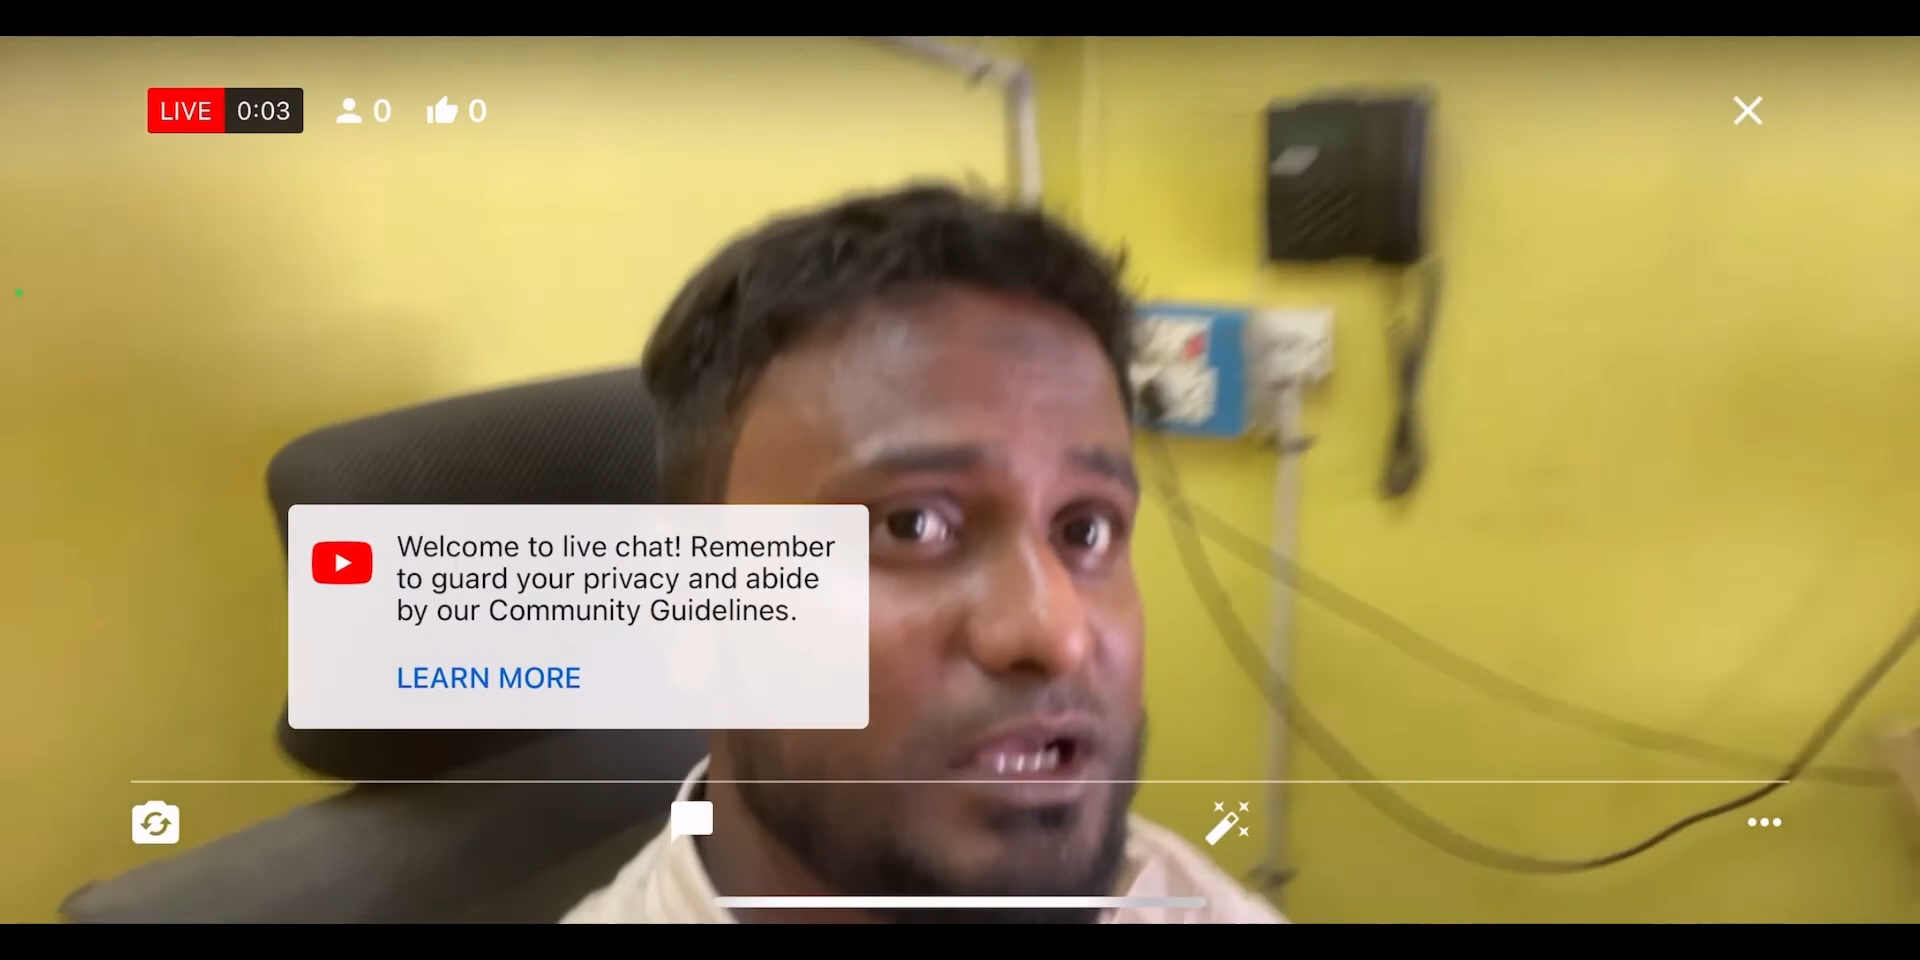 LIVE 0:03 0 0
Welcome to live chat! Remember
to guard your privacy and abide
by our Community Guidelines.
LEARN MORE